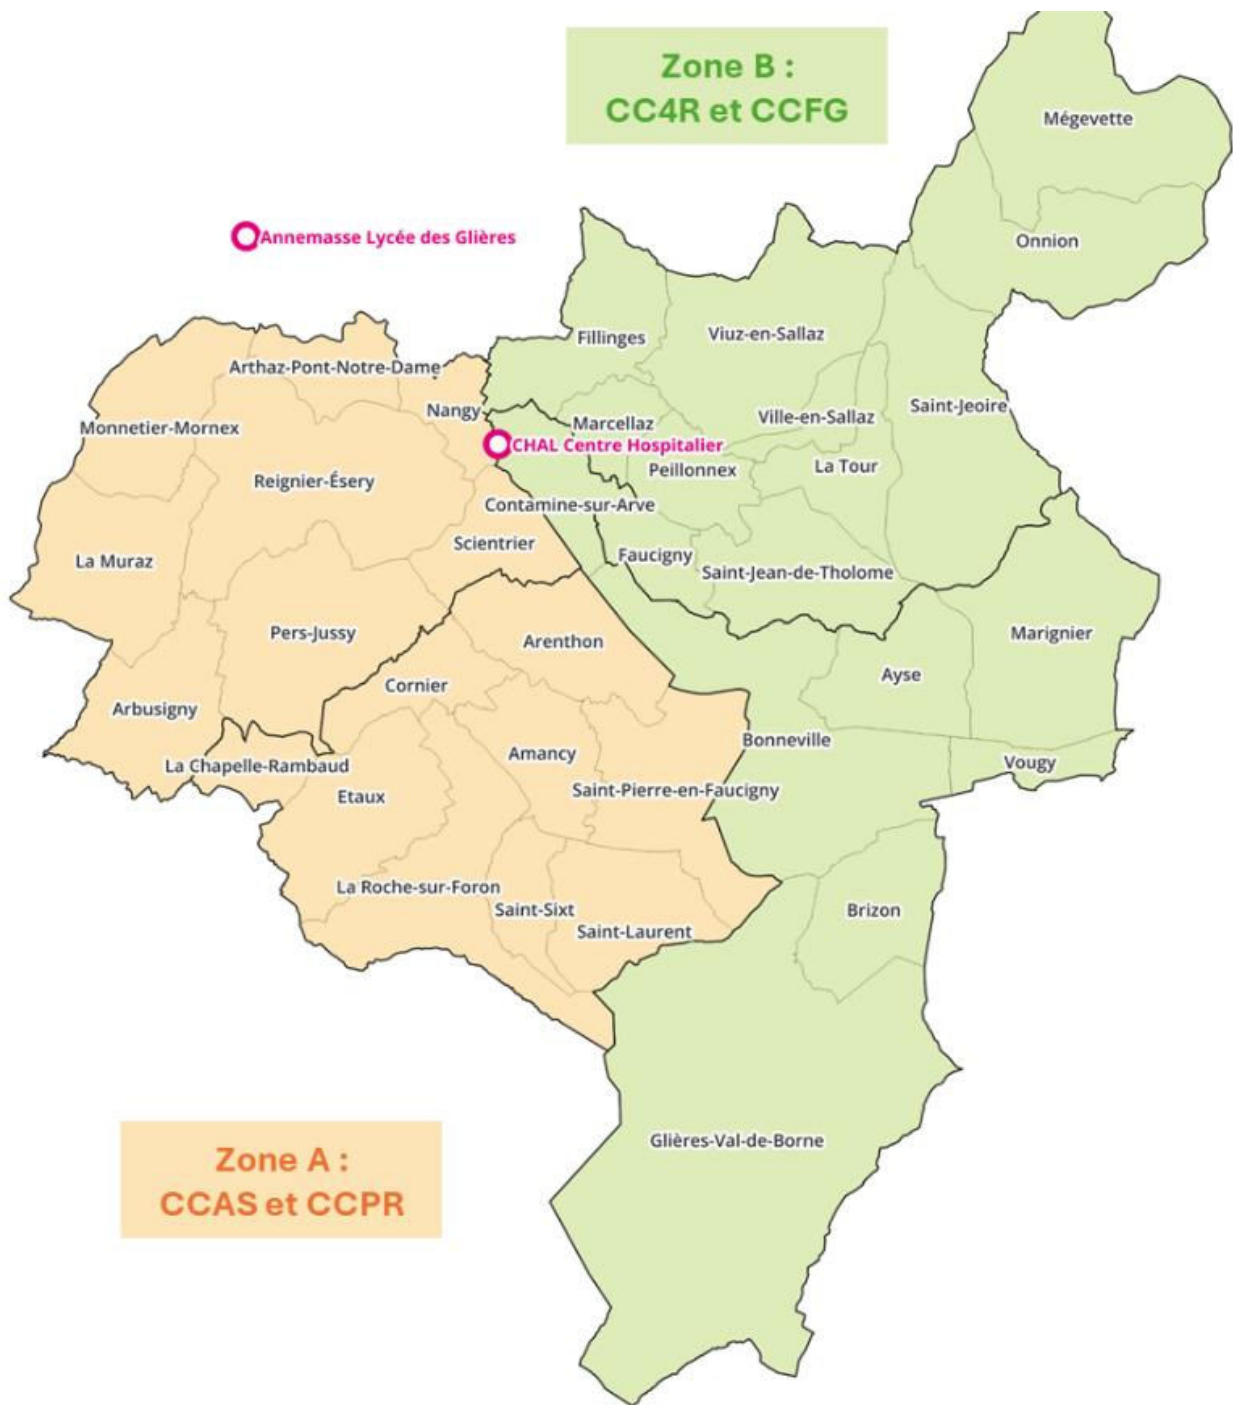 Zone B :
CC4R et CCFG
Mégevette
Onnion
Annemasse Lycée des Glières
Fillinges
Viuz-en-Sallaz
Arthaz-Pont-Notre-Dame
Nangy
Marcellaz
Ville-en-Sallaz
Saint-Jeoire
Monnetier-Mornex
CHAL Centre Hospitalier
Peillonnex
La Tour
Reignier-Ésery
Contamine-sur-Arve
Scientrier
Faucigny
Saint-Jean-de-Tholome
La Muraz
Pers-Jussy
Arenthon
Marignier
Cornier
Ayse
Arbusigny
Amancy
Bonneville
La Chapelle-Rambaud
Vougy
Etaux
Saint-Pierre-en-Faucigny
La Roche-sur-Foron
Saint-Sixt
Brizon
Saint-Laurent
Glières-Val-de-Borne
Zone A :
CCAS et CCPR